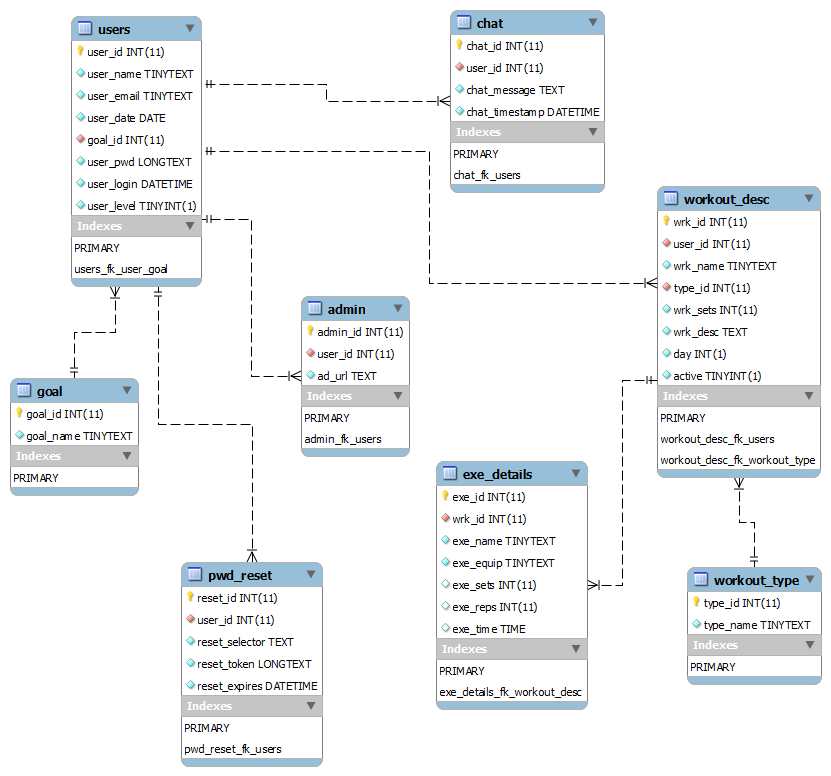 users
user_id INT(11)
user_name TINYTEXT
user_email TINYTEXT
user_date DATE
goal_id INT(11)
user_pwd LONGTEXT
user_login DATETIME
user_level TINYINT(1)
Indexes
PRIMARY
users_fk_user_goal
chat
chat_id INT(11)
user_id INT(11)
chat_message TEXT
chat_timestamp DATETIME
Indexes
PRIMARY
chat_fk_users
workout_desc
wrk_id INT(11)
user_id INT(11)
wrk_name TINYTEXT
type_id INT(11)
wrk_sets INT(11)
wrk_desc TEXT
day INT(1)
active TINYINT(1)
Indexes
PRIMARY
workout_desc_fk_users
workout_desc_fk_workout_type
admin
admin_id INT(11)
user_id INT(11)
ad_url TEXT
Indexes
PRIMARY
admin_fk_users
goal
goal_id INT(11)
goal_name TINYTEXT
Indexes
PRIMARY
exe_details
exe_id INT(11)
wrk_id INT(11)
exe_name TINYTEXT
exe_equip TINYTEXT
exe_sets INT(11)
exe_reps INT(11)
exe_time TIME
Indexes
PRIMARY
exe_details_fk_workout_desc
pwd_reset
reset_id INT(11)
user_id INT(11)
reset_selector TEXT
reset_token LONGTEXT
reset_expires DATETIME
Indexes
PRIMARY
pwd_reset_fk_users
workout_type
type_id INT(11)
type_name TINYTEXT
Indexes
PRIMARY